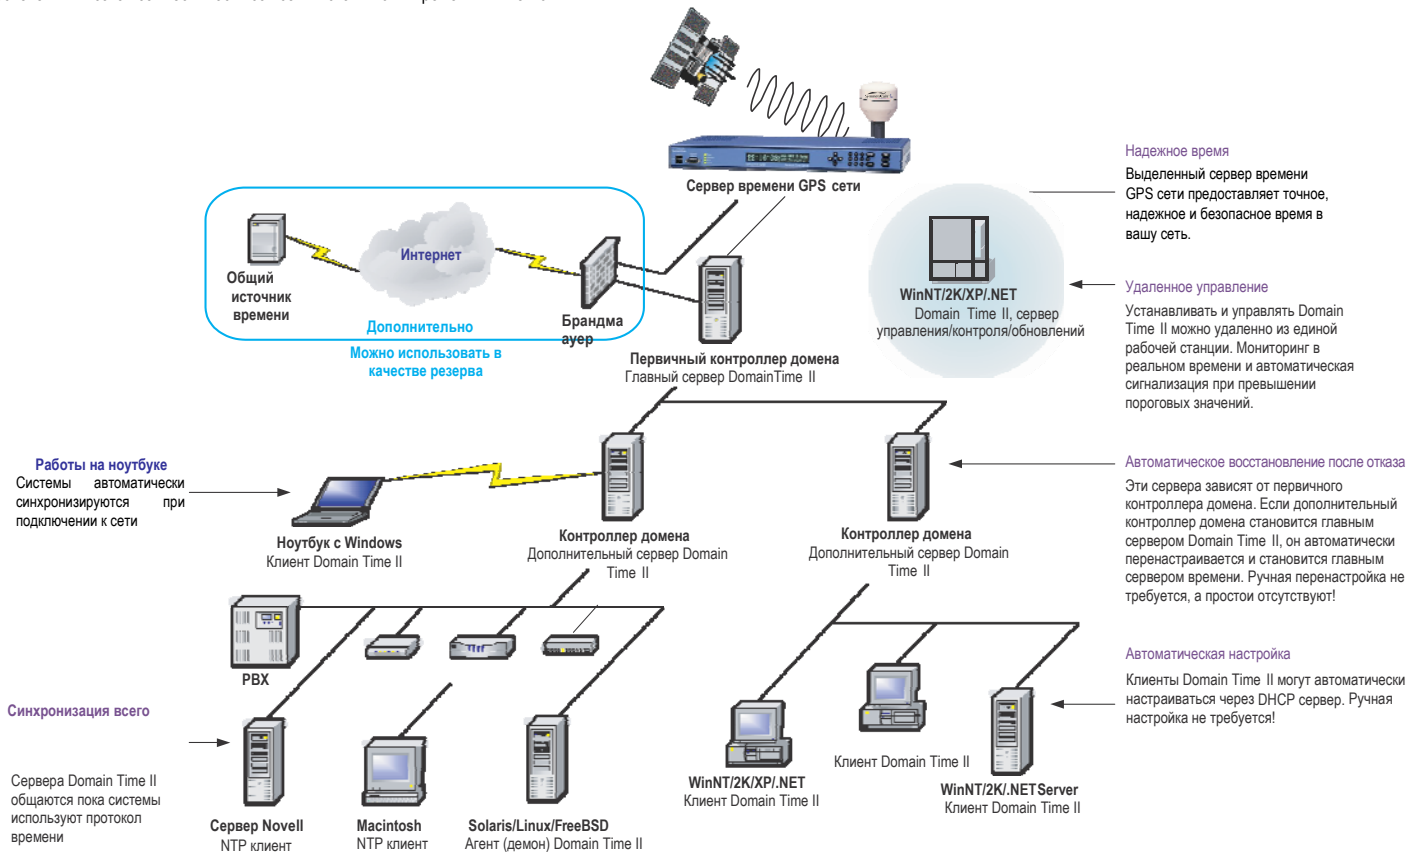 Сервер времени GPS сети
Надежное время
Выделенный сервер времени
GPS сети предоставляет точное,
надежное и безопасное время в
вашу сеть.
Интернет
Общий
источник
времени
Дополнительно
Можно использовать в
качестве резерва
Брандма
ауер
Первичный контроллер домена
Главный сервер DomainTime II
WinNT/2K/XP/.NET
Domain Time II, сервер
управления/контроля/обновлений
Удаленное управление
Устанавливать и управлять Domain
Time II можно удаленно из единой
рабочей станции. Мониторинг в
реальном времени и автоматическая
сигнализация при превышении
пороговых значений.
Работы на ноутбуке
Системы автоматически
синхронизируются при
подключении к сети
Ноутбук с Windows
Клиент Domain Time II
Контроллер домена
Дополнительный сервер Domain
Time II
Контроллер домена
Дополнительный сервер Domain
Time II
Автоматическое восстановление после отказа
Эти сервера зависят от первичного
контроллера домена. Если дополнительный
контроллер домена становится главным
сервером Domain Time II, он автоматически
перенастраивается и становится главным
сервером времени. Ручная перенастройка не
требуется, а простои отсутствуют!
PBX
Автоматическая настройка
Клиенты Domain Time II могут автоматически
настраиваться через DHCP сервер. Ручная
настройка не требуется!
Синхронизация всего
Сервера Domain Time II
общаются пока системы
используют протокол
времени
Сервер Novell
NTP клиент
Macintosh
NTP клиент
Solaris/Linux/FreeBSD
Агент (демон) Domain Time II
WinNT/2K/XP/.NET
Клиент Domain Time II
Клиент Domain Time II
WinNT/2K/.NETServer
Клиент Domain Time II